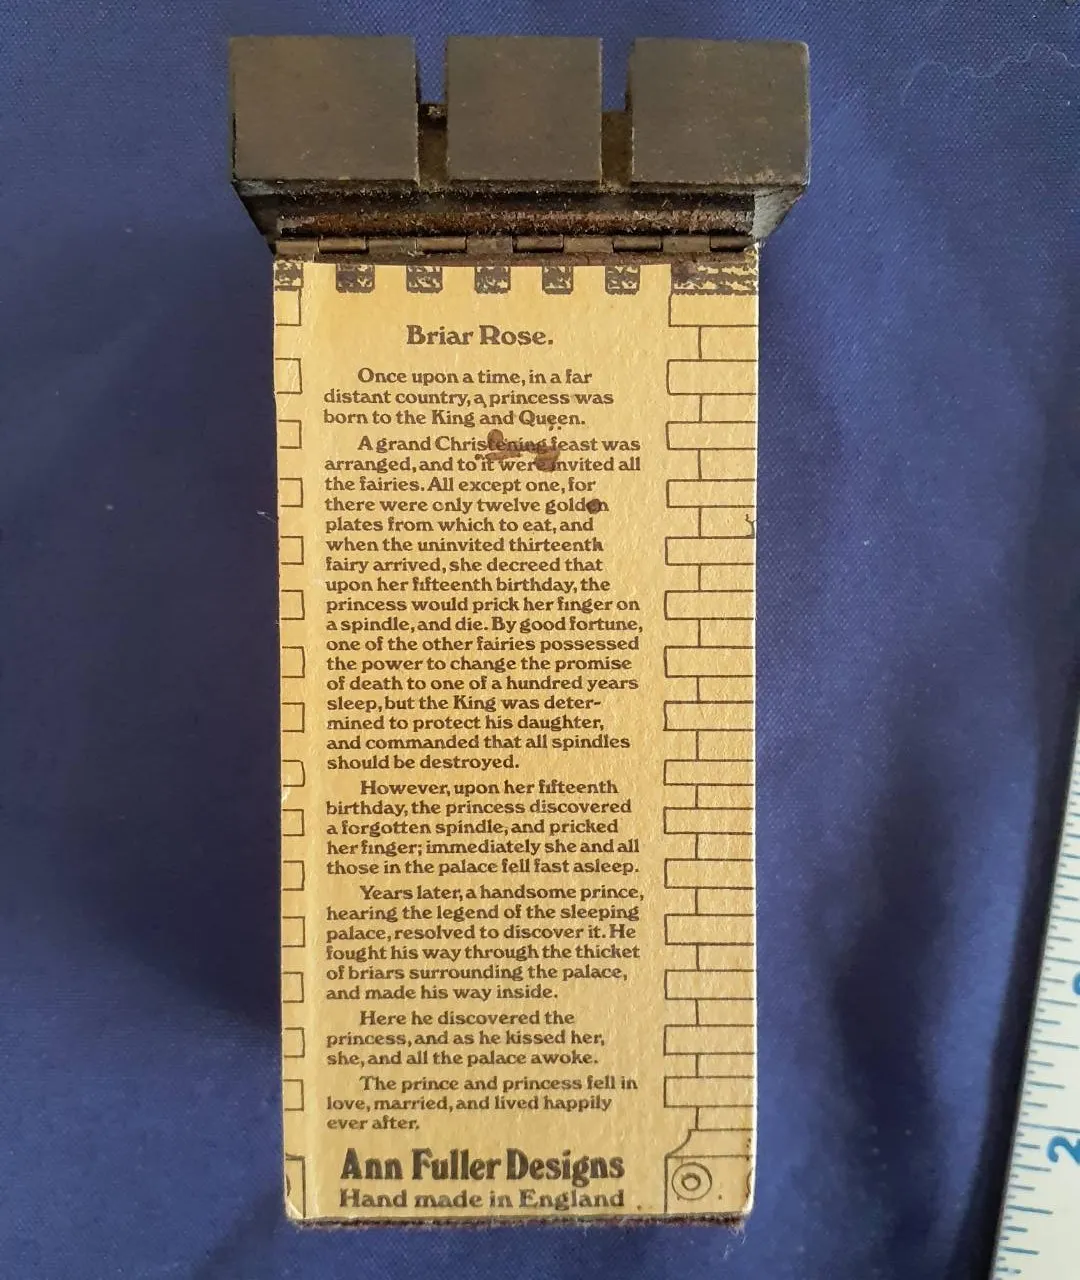 Briar Rose.
Once upon a time, in a far
distant country, a princess was
born to the King and Queen.
A grand Christening feast was
arranged, and to it were invited all
the fairies. All except one, for
there were only twelve golden
plates from which to eat, and
when the uninvited thirteenth
fairy arrived, she decreed that
upon her fifteenth birthday, the
princess would prick her finger on
a spindle, and die. By good fortune,
one of the other fairies possessed
the power to change the promise
of death to one of a hundred years
sleep, but the King was deter-
mined to protect his daughter,
and commanded that all spindles
should be destroyed.
However, upon her fifteenth
birthday, the princess discovered
a forgotten spindle, and pricked
her finger; immediately she and all
those in the palace fell fast asleep.
Years later, a handsome prince,
hearing the legend of the sleeping
palace, resolved to discover it. He
fought his way through the thicket
of briars surrounding the palace,
and made his way inside.
Here he discovered the
princess, and as he kissed her,
she, and all the palace awoke.
The prince and princess fell in
love, married, and lived happily
ever after.
Ann Fuller Designs
Hand made in England
2